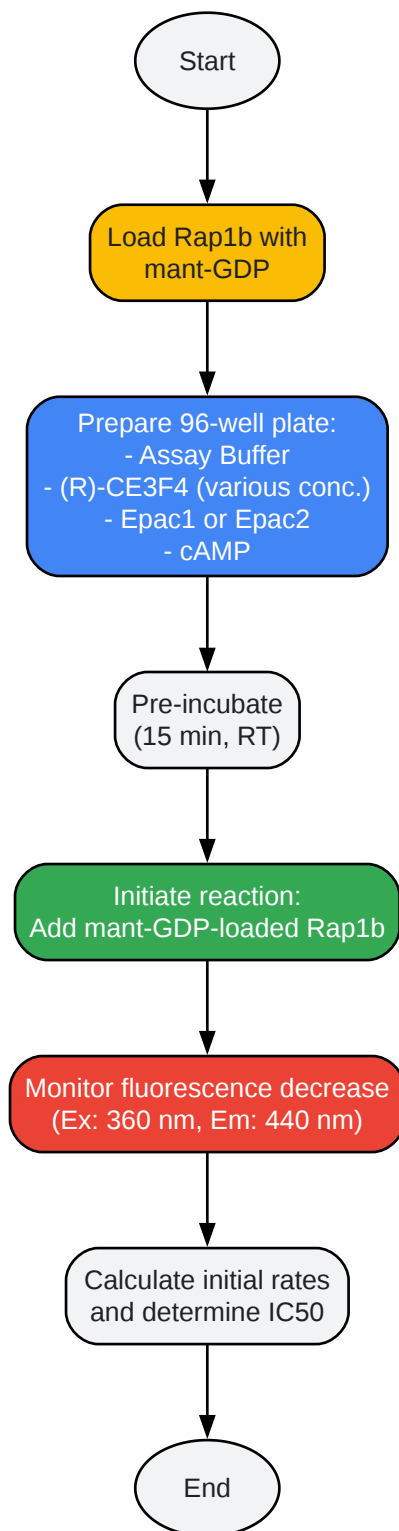 Start
Load Rap1b with
mant-GDP
Prepare 96-well plate:
- Assay Buffer
- (R)-CE3F4 (various conc.)
- Epac1 or Epac2
- cAMP
Pre-incubate
(15 min, RT)
Initiate reaction:
Add mant-GDP-loaded Rap1b
Monitor fluorescence decrease
(Ex: 360 nm, Em: 440 nm)
Calculate initial rates
and determine IC50
End